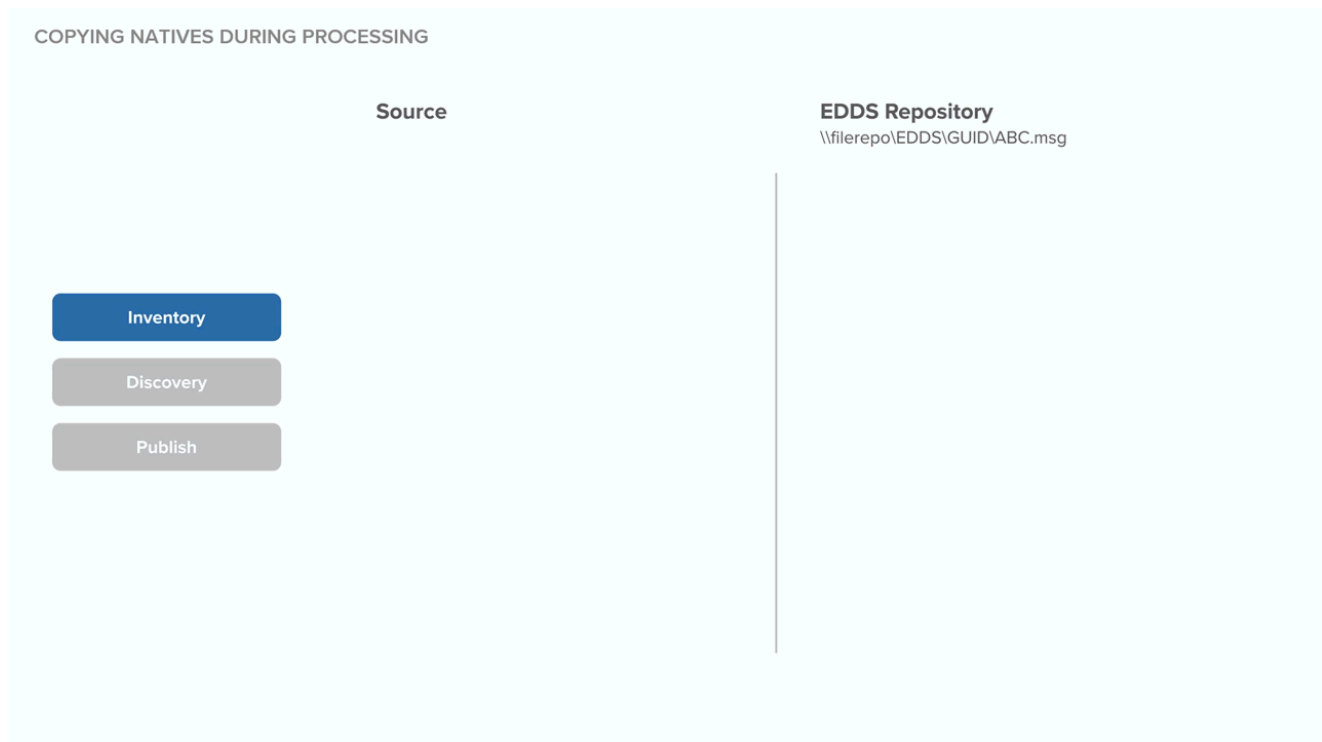 COPYING NATIVES DURING PROCESSING
Source
EDDS Repository
\\filerepo\EDDS\GUID\ABC.msg
Inventory
Discovery
Publish